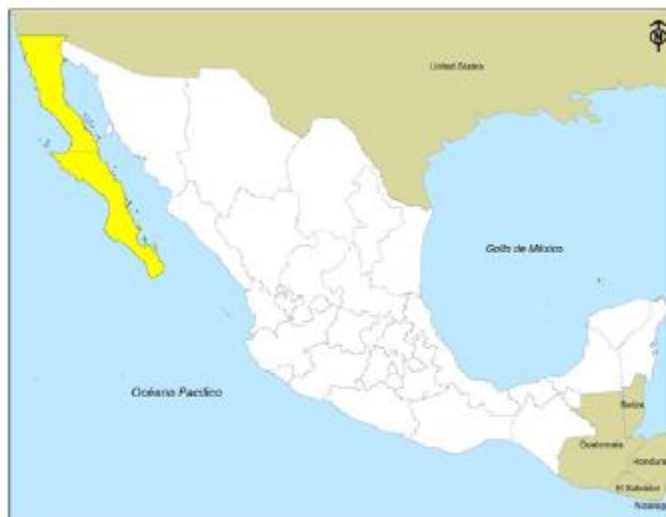 N
United States
Golfo de México
Océano Pacífico
Belize
Guatemala
Honduras
El Salvador